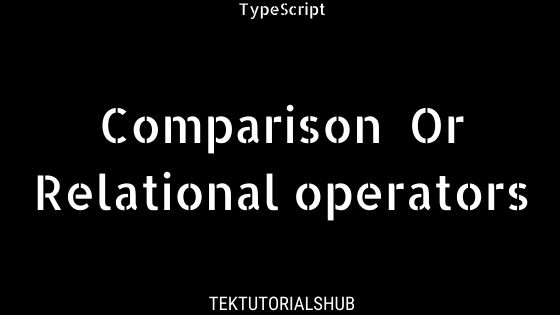 TypeScript
Comparison Or
Relational operators
TEKTUTORIALSHUB